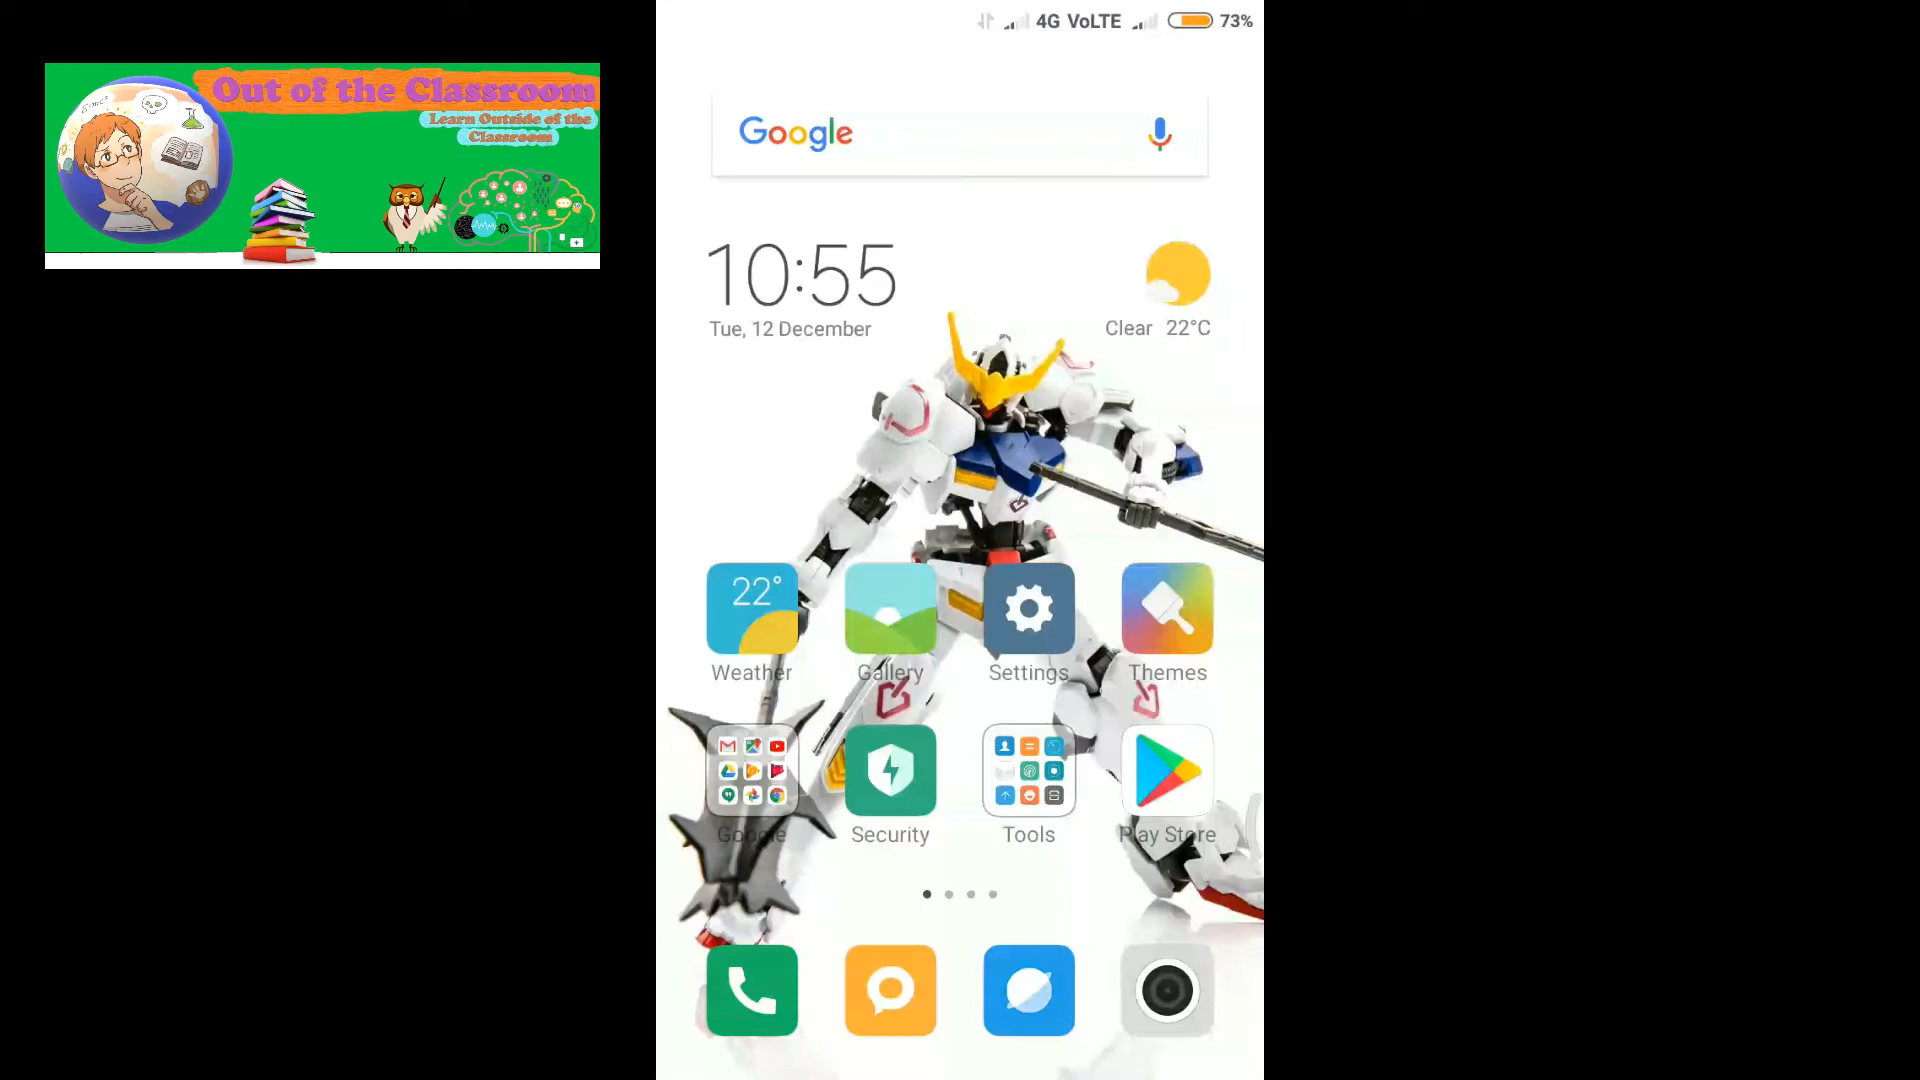 Out of the Classroom
Learn Outside of the
Classroom
4G VoLTE 73%
Google
10:55
Tue, 12 December
Clear 22°C
22°
Weather Gallery Settings Themes
Google Security Tools Play Store